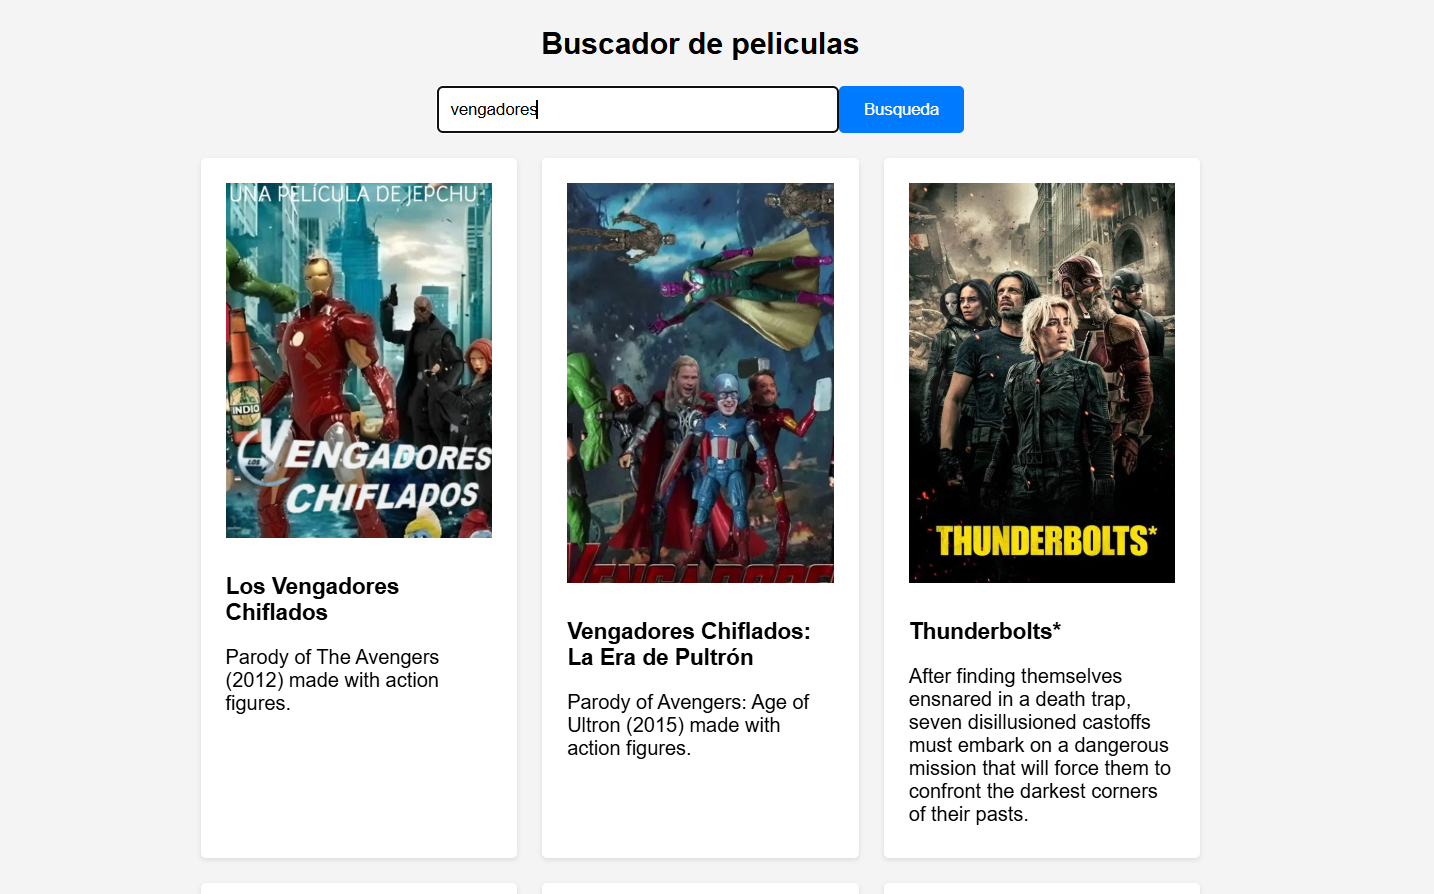 Buscador de peliculas
vengadores
Busqueda
UNA PELÍCULA DE JEPCHU
INDIO
LOS
VENGADORES
CHIFLADOS
Los Vengadores
Chiflados
Parody of The Avengers
(2012) made with action
figures.
VENGADORES
Vengadores Chiflados:
La Era de Pultrón
Parody of Avengers: Age of
Ultron (2015) made with
action figures.
THUNDERBOLTS*
Thunderbolts*
After finding themselves
ensnared in a death trap,
seven disillusioned castoffs
must embark on a dangerous
mission that will force them to
confront the darkest corners
of their pasts.